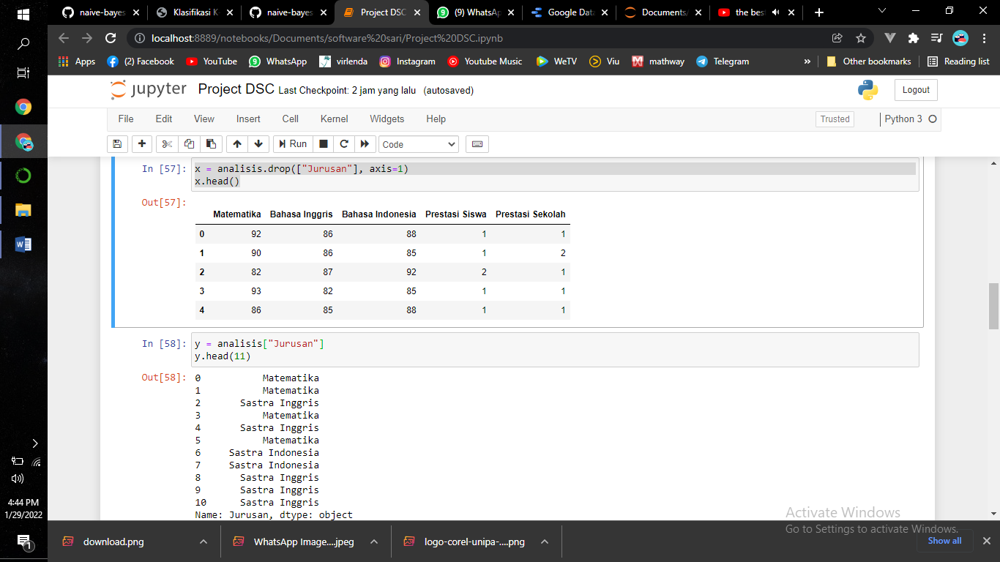 naive-bayes
Klasifikasi K
naive-bayes
Project DSC
(9) WhatsAp
Google Dat
Documents/
the bes
localhost:8889/notebooks/Documents/software%20sari/Project%20DSC.ipynb
Apps
(2) Facebook
YouTube
WhatsApp
virlenda
Instagram
Youtube Music
WeTV
Viu
mathway
Telegram
»
Other bookmarks
Reading list
jupyter Project DSC Last Checkpoint: 2 jam yang lalu (autosaved)
Logout
File Edit View Insert Cell Kernel Widgets Help
Trusted
Python 3
Run
Code
In [57]: x = analisis.drop(["Jurusan"], axis=1)
x.head()
Out[57]:
Matematika Bahasa Inggris Bahasa Indonesia Prestasi Siswa Prestasi Sekolah
0 92 86 88 1 1
1 90 86 85 1 2
2 82 87 92 2 1
3 93 82 85 1 1
4 86 85 88 1 1
In [58]: y = analisis["Jurusan"]
y.head(11)
Out[58]: 0 Matematika
1 Matematika
2 Sastra Inggris
3 Matematika
4 Sastra Inggris
5 Matematika
6 Sastra Indonesia
7 Sastra Indonesia
8 Sastra Inggris
9 Sastra Inggris
10 Sastra Inggris
Name: Jurusan, dtype: object
Activate Windows
Go to Settings to activate Windows.
4:44 PM
1/29/2022
1
download.png
WhatsApp Image....jpeg
logo-corel-unipa-....png
Show all